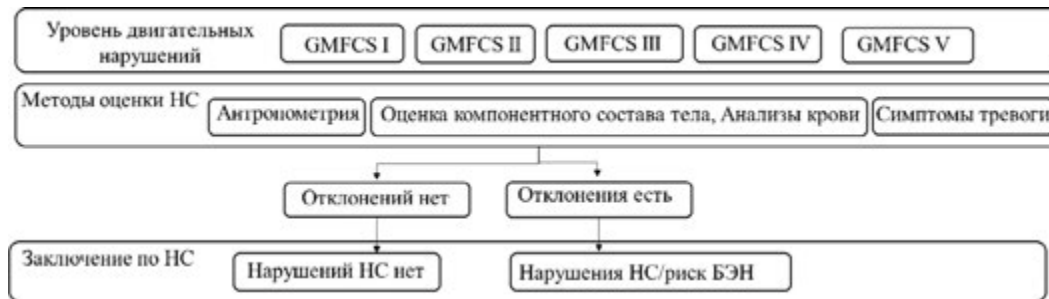 Уровень двигательных
нарушений
GMFCS I
GMFCS II
GMFCS III
GMFCS IV
GMFCS V
Методы оценки НС
Антропометрия
Оценка компонентного состава тела, Анализы крови
Симптомы тревоги
Отклонений нет
Отклонения есть
Заключение по НС
Нарушений НС нет
Нарушения НС/риск БЭН